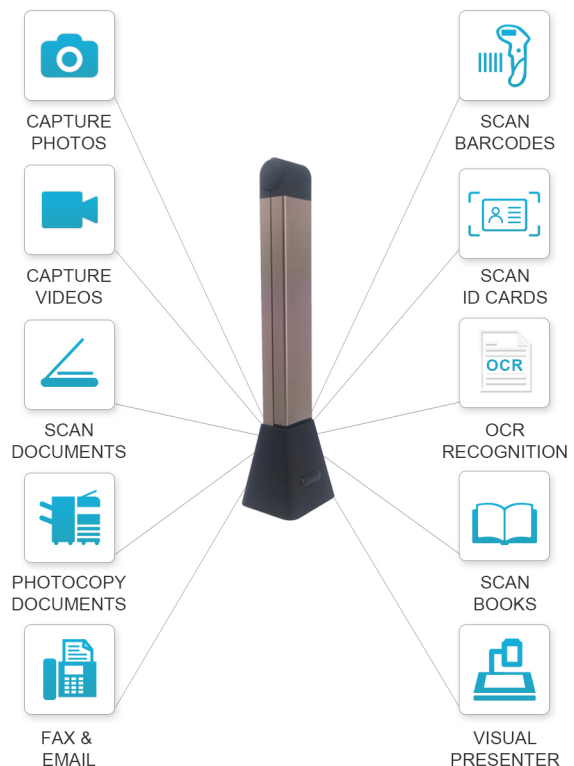 CAPTURE
PHOTOS
SCAN
BARCODES
CAPTURE
VIDEOS
SCAN
ID CARDS
SCAN
DOCUMENTS
OCR
OCR
RECOGNITION
PHOTOCOPY
DOCUMENTS
SCAN
BOOKS
FAX &
EMAIL
VISUAL
PRESENTER